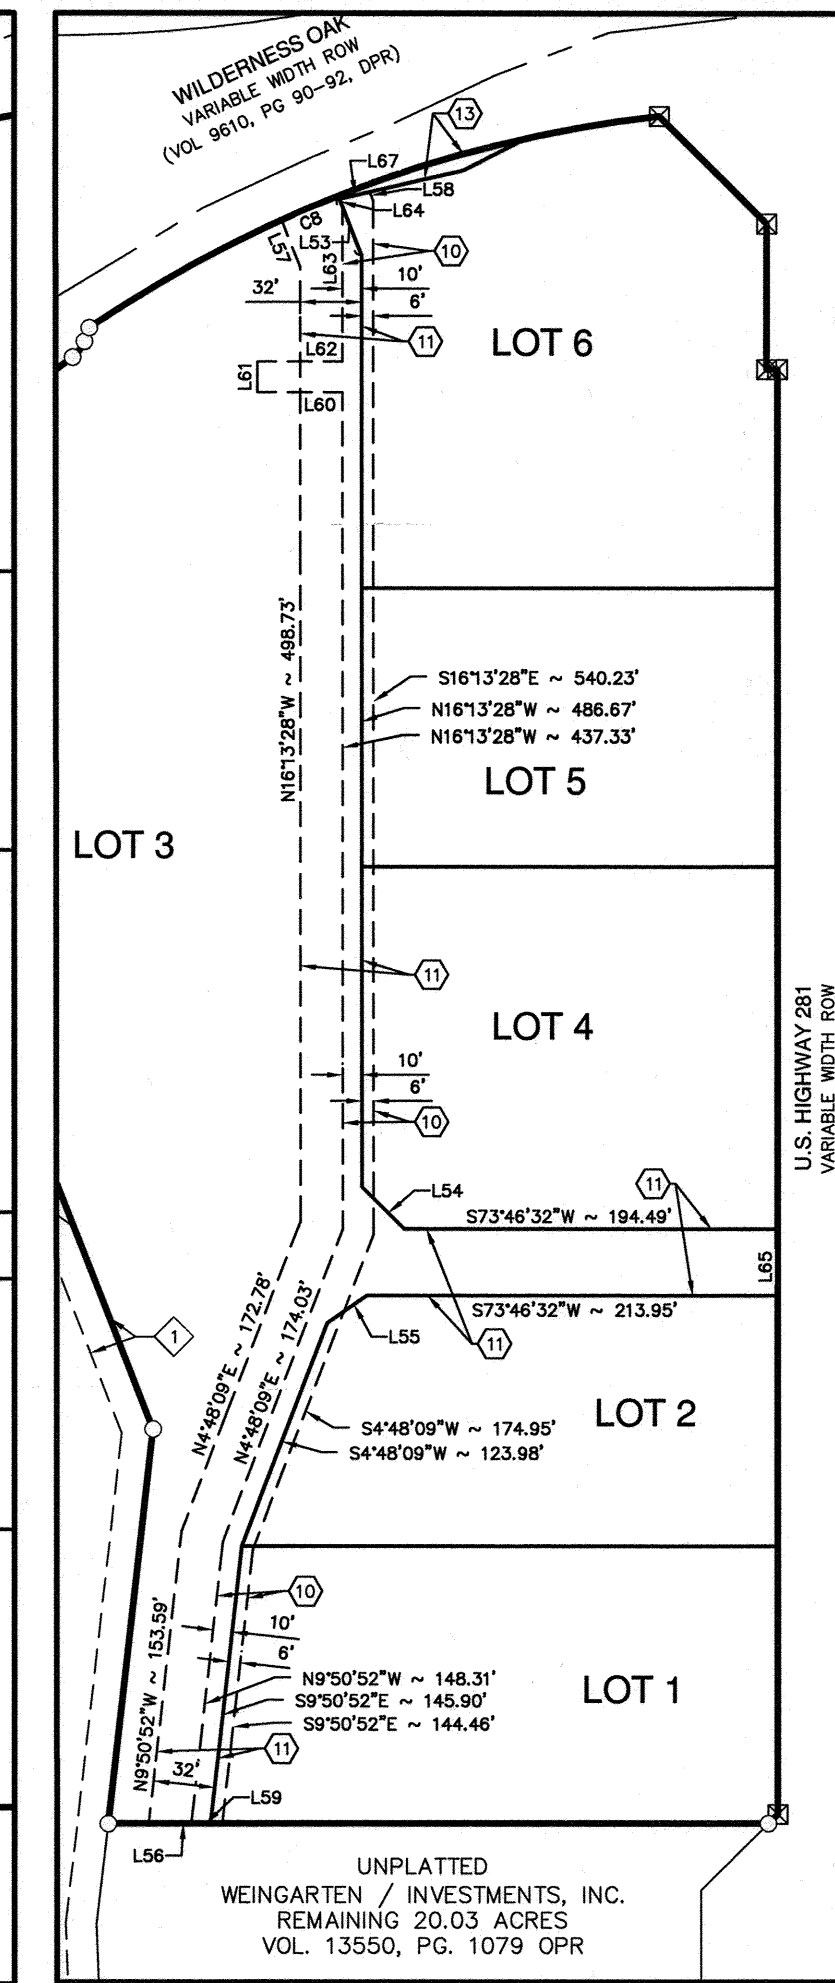 WILDERNESS OAK
VARIABLE WIDTH ROW
(VOL 9610, PG 90-92, DPR)
13
L67
L58
L64
C8
L53
L57
L63
10
32'
10'
6'
11
L62
LOT 6
L61
L60
N16°13'28"W ~ 498.73'
S16°13'28"E ~ 540.23'
N16°13'28"W ~ 486.67'
N16°13'28"W ~ 437.33'
LOT 5
LOT 3
11
LOT 4
U.S. HIGHWAY 281
VARIABLE WIDTH ROW
10'
6'
10
L54
11
S73°46'32"W ~ 194.49'
L65
S73°46'32"W ~ 213.95'
L55
11
1
N4°48'09"E ~ 172.78'
N4°48'09"E ~ 174.03'
LOT 2
S4°48'09"W ~ 174.95'
S4°48'09"W ~ 123.98'
10
10'
6'
N9°50'52"W ~ 153.59'
N9°50'52"W ~ 148.31'
S9°50'52"E ~ 145.90'
S9°50'52"E ~ 144.46'
LOT 1
11
32'
L59
L56
UNPLATTED
WEINGARTEN / INVESTMENTS, INC.
REMAINING 20.03 ACRES
VOL. 13550, PG. 1079 OPR